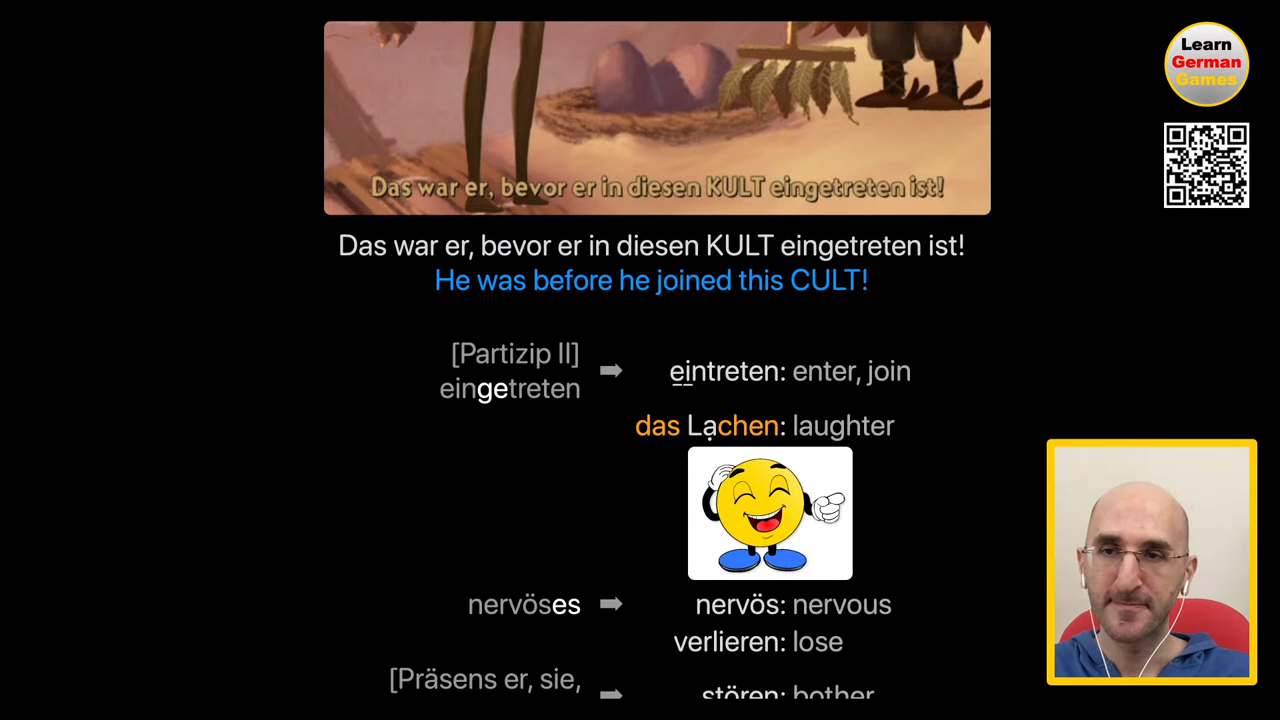 Das war er, bevor er in diesen KULT eingetreten ist!
Das war er, bevor er in diesen KULT eingetreten ist!
He was before he joined this CULT!
[Partizip II]
eingetreten ➡ eintreten: enter, join
das Lachen: laughter
nervöses ➡ nervös: nervous
verlieren: lose
[Präsens er, sie,
➡ stören: bother
Learn
German
Games